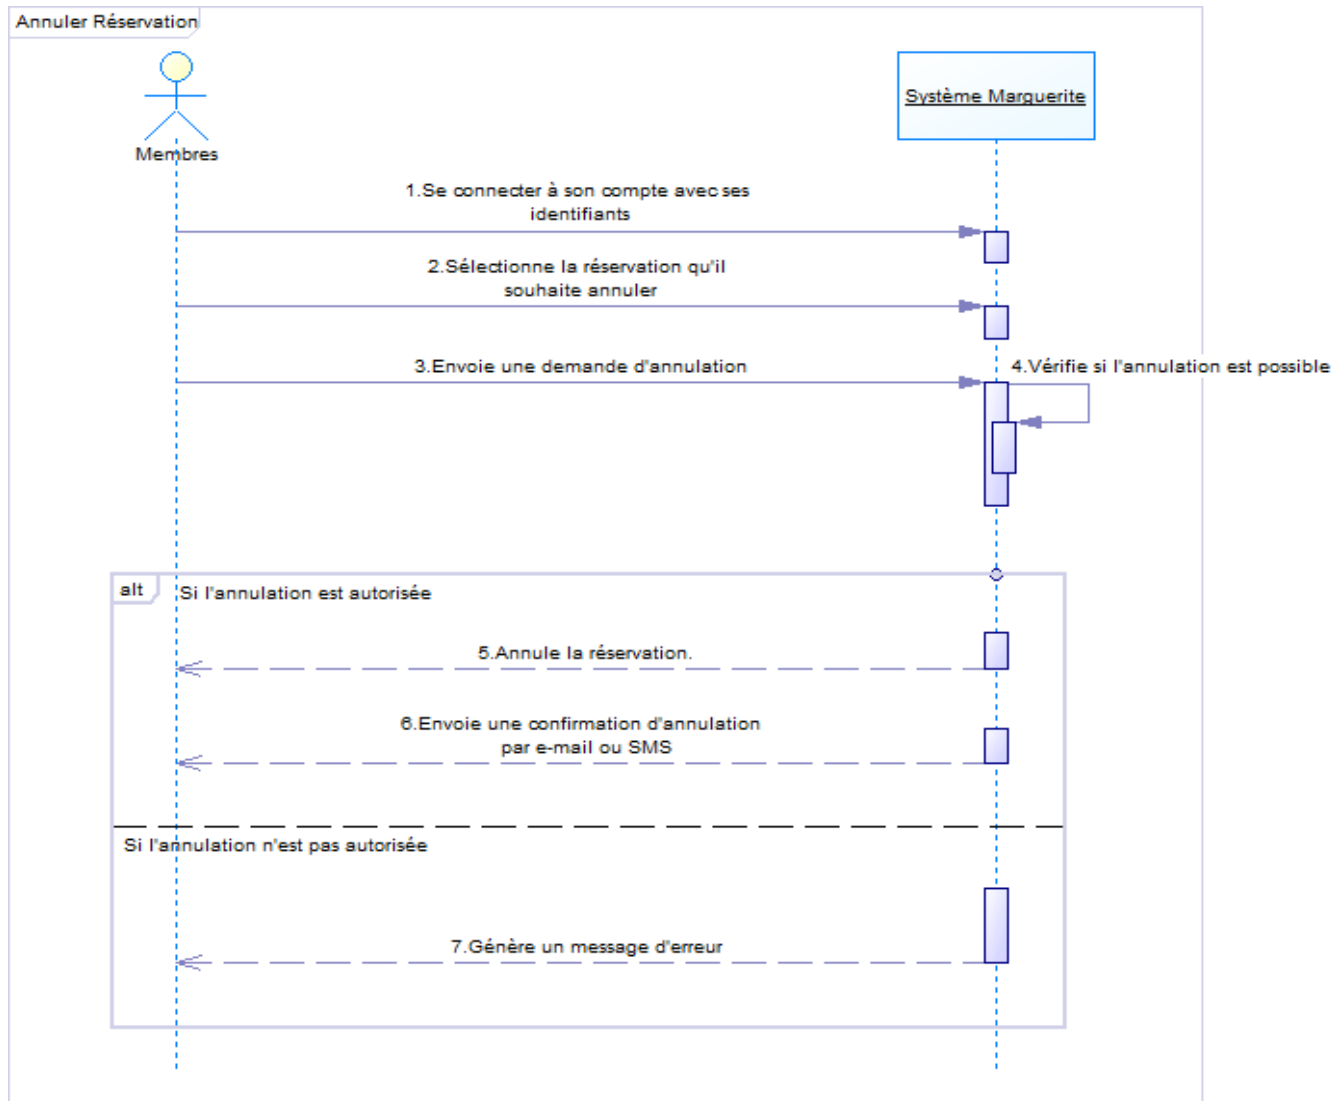 Annuler Réservation
Système Marguerite
Membres
1.Se connecter à son compte avec ses
identifiants
2.Sélectionne la réservation qu'il
souhaite annuler
3.Envoie une demande d'annulation
4.Vérifie si l'annulation est possible
alt
Si l'annulation est autorisée
5.Annule la réservation.
6.Envoie une confirmation d'annulation
par e-mail ou SMS
Si l'annulation n'est pas autorisée
7.Génère un message d'erreur